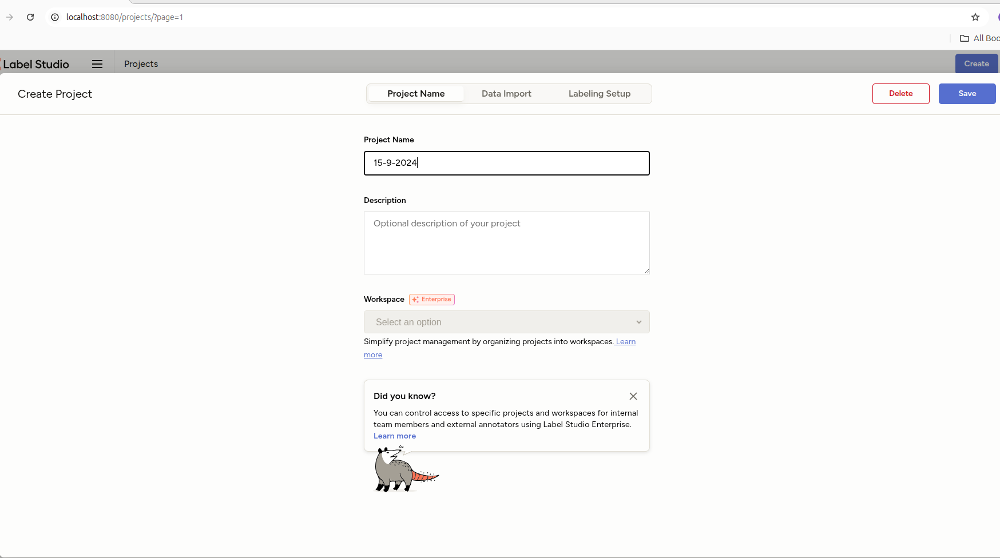 localhost:8080/projects/?page=1
All Boo
Label Studio
Projects
Create
Create Project
Project Name
Data Import
Labeling Setup
Delete
Save
Project Name
15-9-2024
Description
Optional description of your project
Workspace
Enterprise
Select an option
Simplify project management by organizing projects into workspaces. Learn
more
Did you know?
You can control access to specific projects and workspaces for internal
team members and external annotators using Label Studio Enterprise.
Learn more